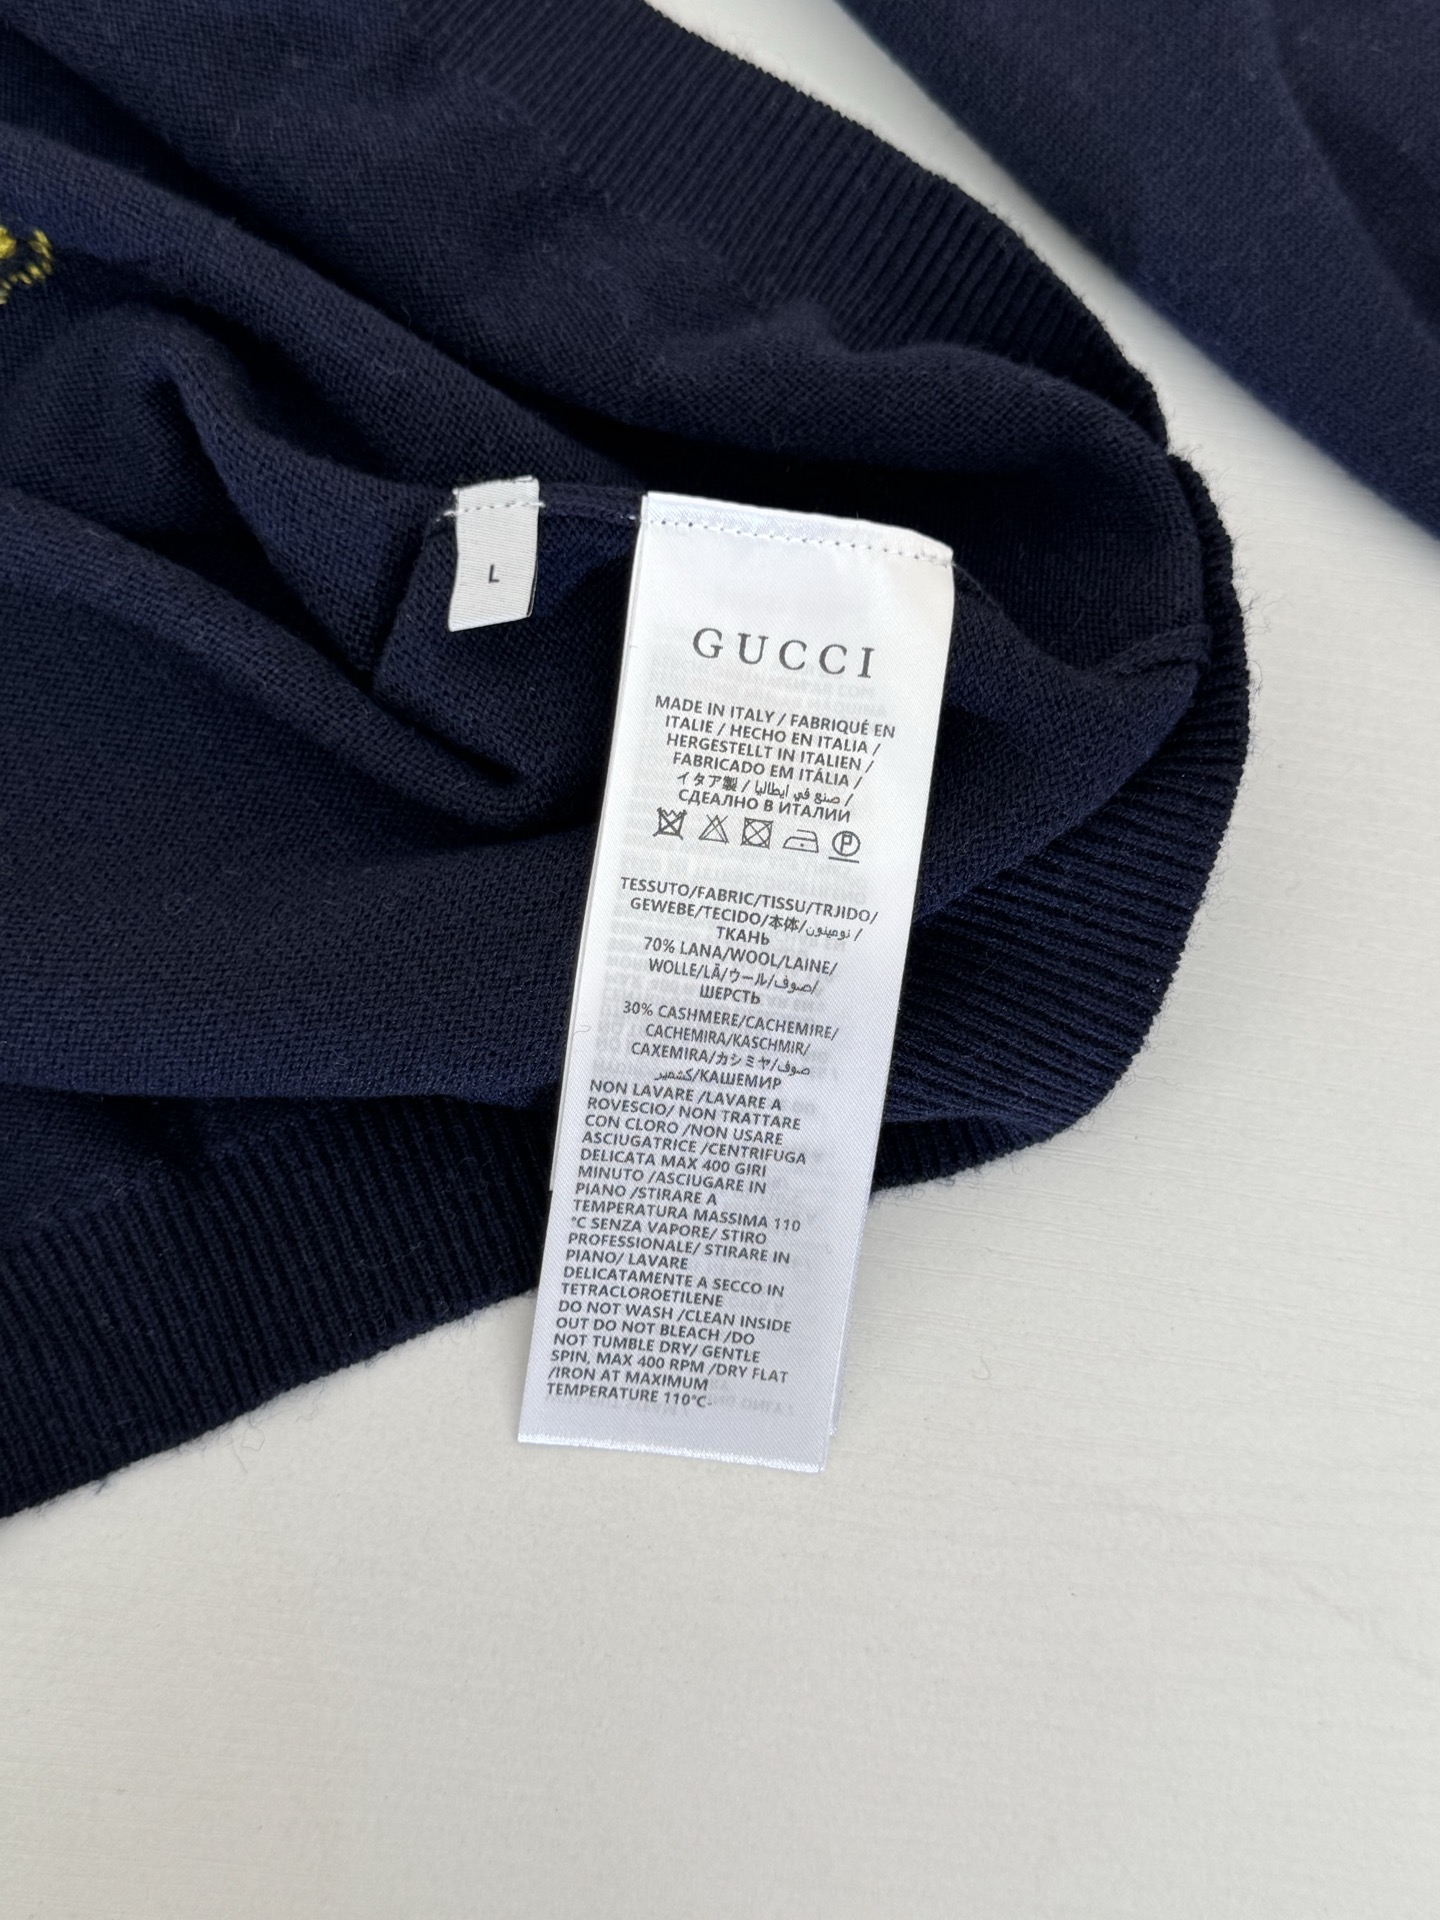 L
GUCCI
MADE IN ITALY / FABRIQUÉ EN
ITALIE / HECHO EN ITALIA /
HERGESTELLT IN ITALIEN /
FABRICADO EM ITÁLIA /
イタア製 / صنع في ايطاليا /
СДЕАЛНО В ИТАЛИИ
P
TESSUTO/FABRIC/TISSU/TRJIDO/
GEWEBE/TECIDO/本体/نومينون /
ТКАНЬ
70% LANA/WOOL/LAINE/
WOLLE/LÃ/ウール/صوف/
ШЕРСТЬ
30% CASHMERE/CACHEMIRE/
CACHEMIRA/KASCHMIR/
CAXEMIRA/カシミヤ/صوف
كشمير/КАШЕМИР
NON LAVARE /LAVARE A
ROVESCIO/ NON TRATTARE
CON CLORO /NON USARE
ASCIUGATRICE /CENTRIFUGA
DELICATA MAX 400 GIRI
MINUTO /ASCIUGARE IN
PIANO /STIRARE A
TEMPERATURA MASSIMA 110
°C SENZA VAPORE/ STIRO
PROFESSIONALE/ STIRARE IN
PIANO/ LAVARE
DELICATAMENTE A SECCO IN
TETRACLOROETILENE
DO NOT WASH /CLEAN INSIDE
OUT DO NOT BLEACH /DO
NOT TUMBLE DRY/ GENTLE
SPIN, MAX 400 RPM /DRY FLAT
/IRON AT MAXIMUM
TEMPERATURE 110°C-